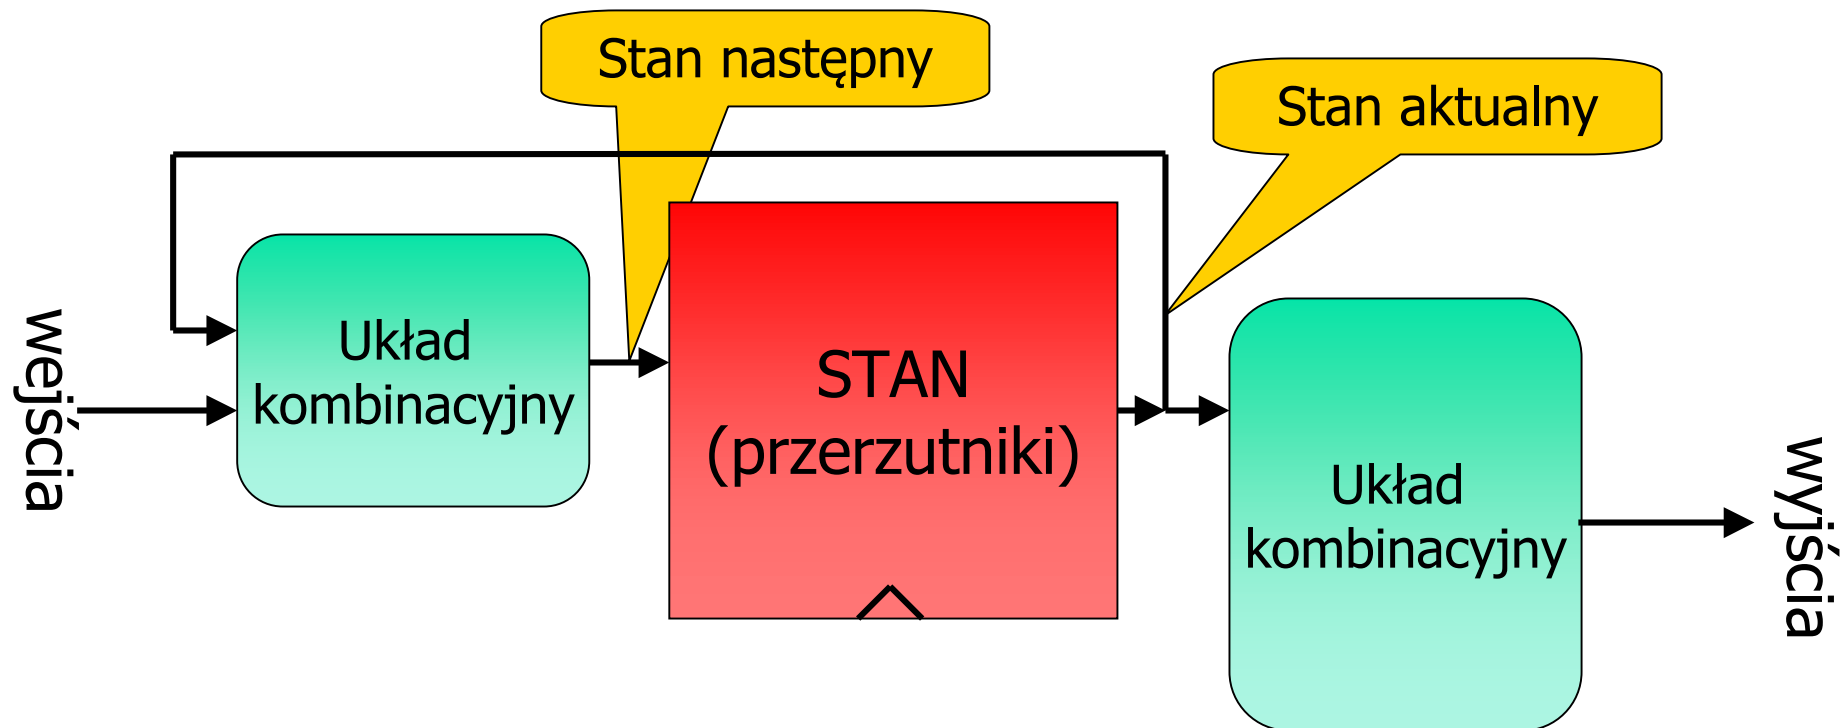 Stan następny
Stan aktualny
wejścia
Układ
kombinacyjny
STAN
(przerzutniki)
Układ
kombinacyjny
wyjścia